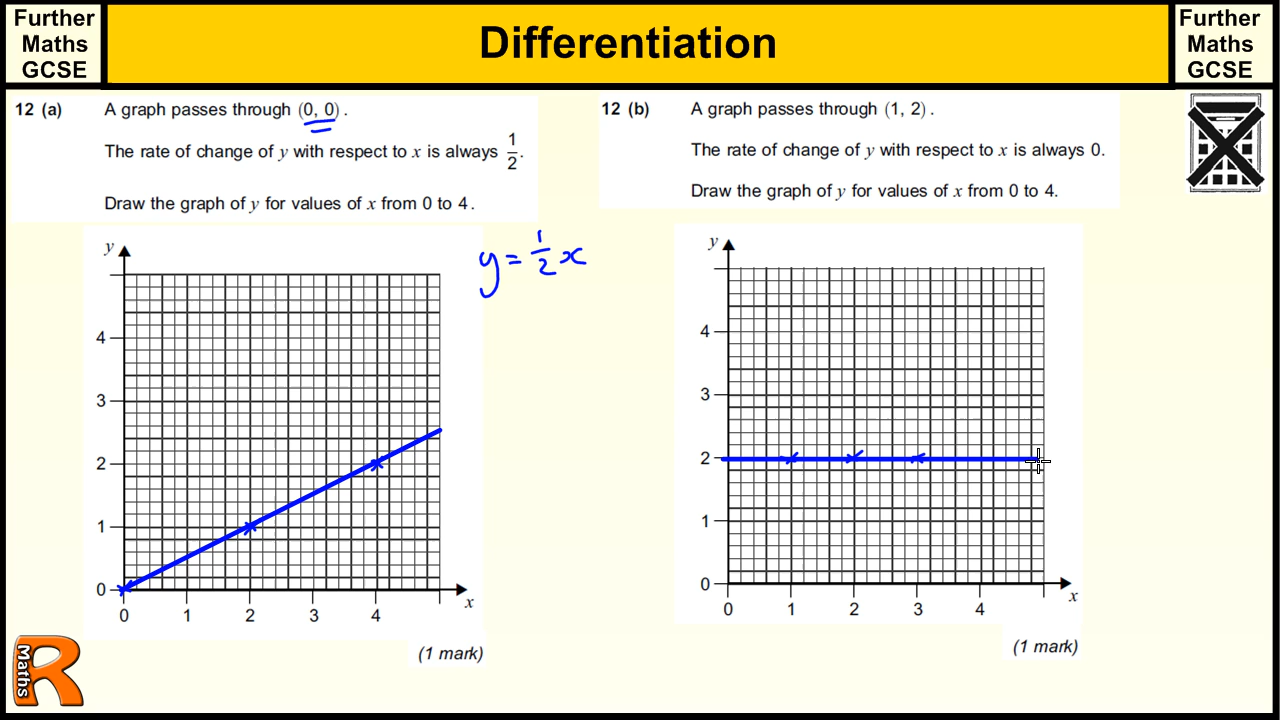 Further
Maths
GCSE
Differentiation
Further
Maths
GCSE
12 (a) A graph passes through (0, 0).
The rate of change of y with respect to x is always 1/2.
Draw the graph of y for values of x from 0 to 4.
12 (b) A graph passes through (1, 2).
The rate of change of y with respect to x is always 0.
Draw the graph of y for values of x from 0 to 4.
y = 1/2 x
y
4
3
2
1
0
0 1 2 3 4
x
(1 mark)
y
4
3
2
1
0
0 1 2 3 4
x
(1 mark)
R
Maths